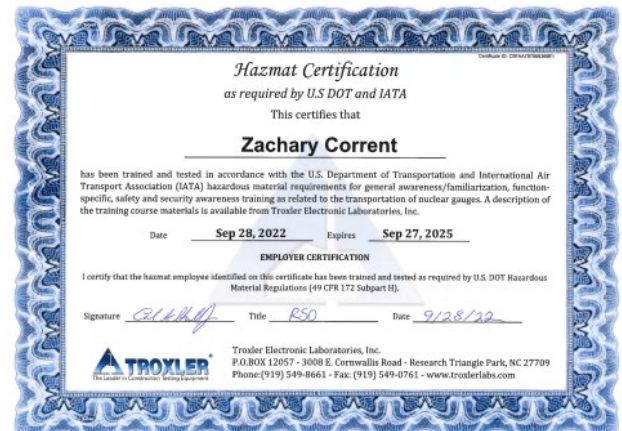 Hazmat Certification
as required by U.S DOT and IATA
This certifies that
Zachary Corrent
has been trained and tested in accordance with the U.S. Department of Transportation and International Air
Transport Association (IATA) hazardous material requirements for general awareness/familiarization, function-
specific, safety and security awareness training as related to the transportation of nuclear gauges. A description of
the training course materials is available from Troxler Electronic Laboratories, Inc.
Date Sep 28, 2022 Expires Sep 27, 2025
EMPLOYER CERTIFICATION
I certify that the hazmat employee identified on this certificate has been trained and tested as required by U.S. DOT Hazardous
Material Regulations (49 CFR 172 Subpart H).
Signature Title RSO Date 9/28/22
TROXLER
The Leader in Construction Testing Equipment
Troxler Electronic Laboratories, Inc.
P.O.BOX 12057 - 3008 E. Cornwallis Road - Research Triangle Park, NC 27709
Phone:(919) 549-8661 - Fax: (919) 549-0761 - www.troxlerlabs.com